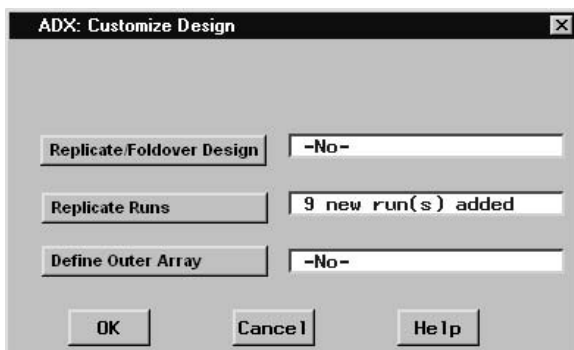 ADX: Customize Design
Replicate/Foldover Design -No-
Replicate Runs 9 new run(s) added
Define Outer Array -No-
OK Cancel Help